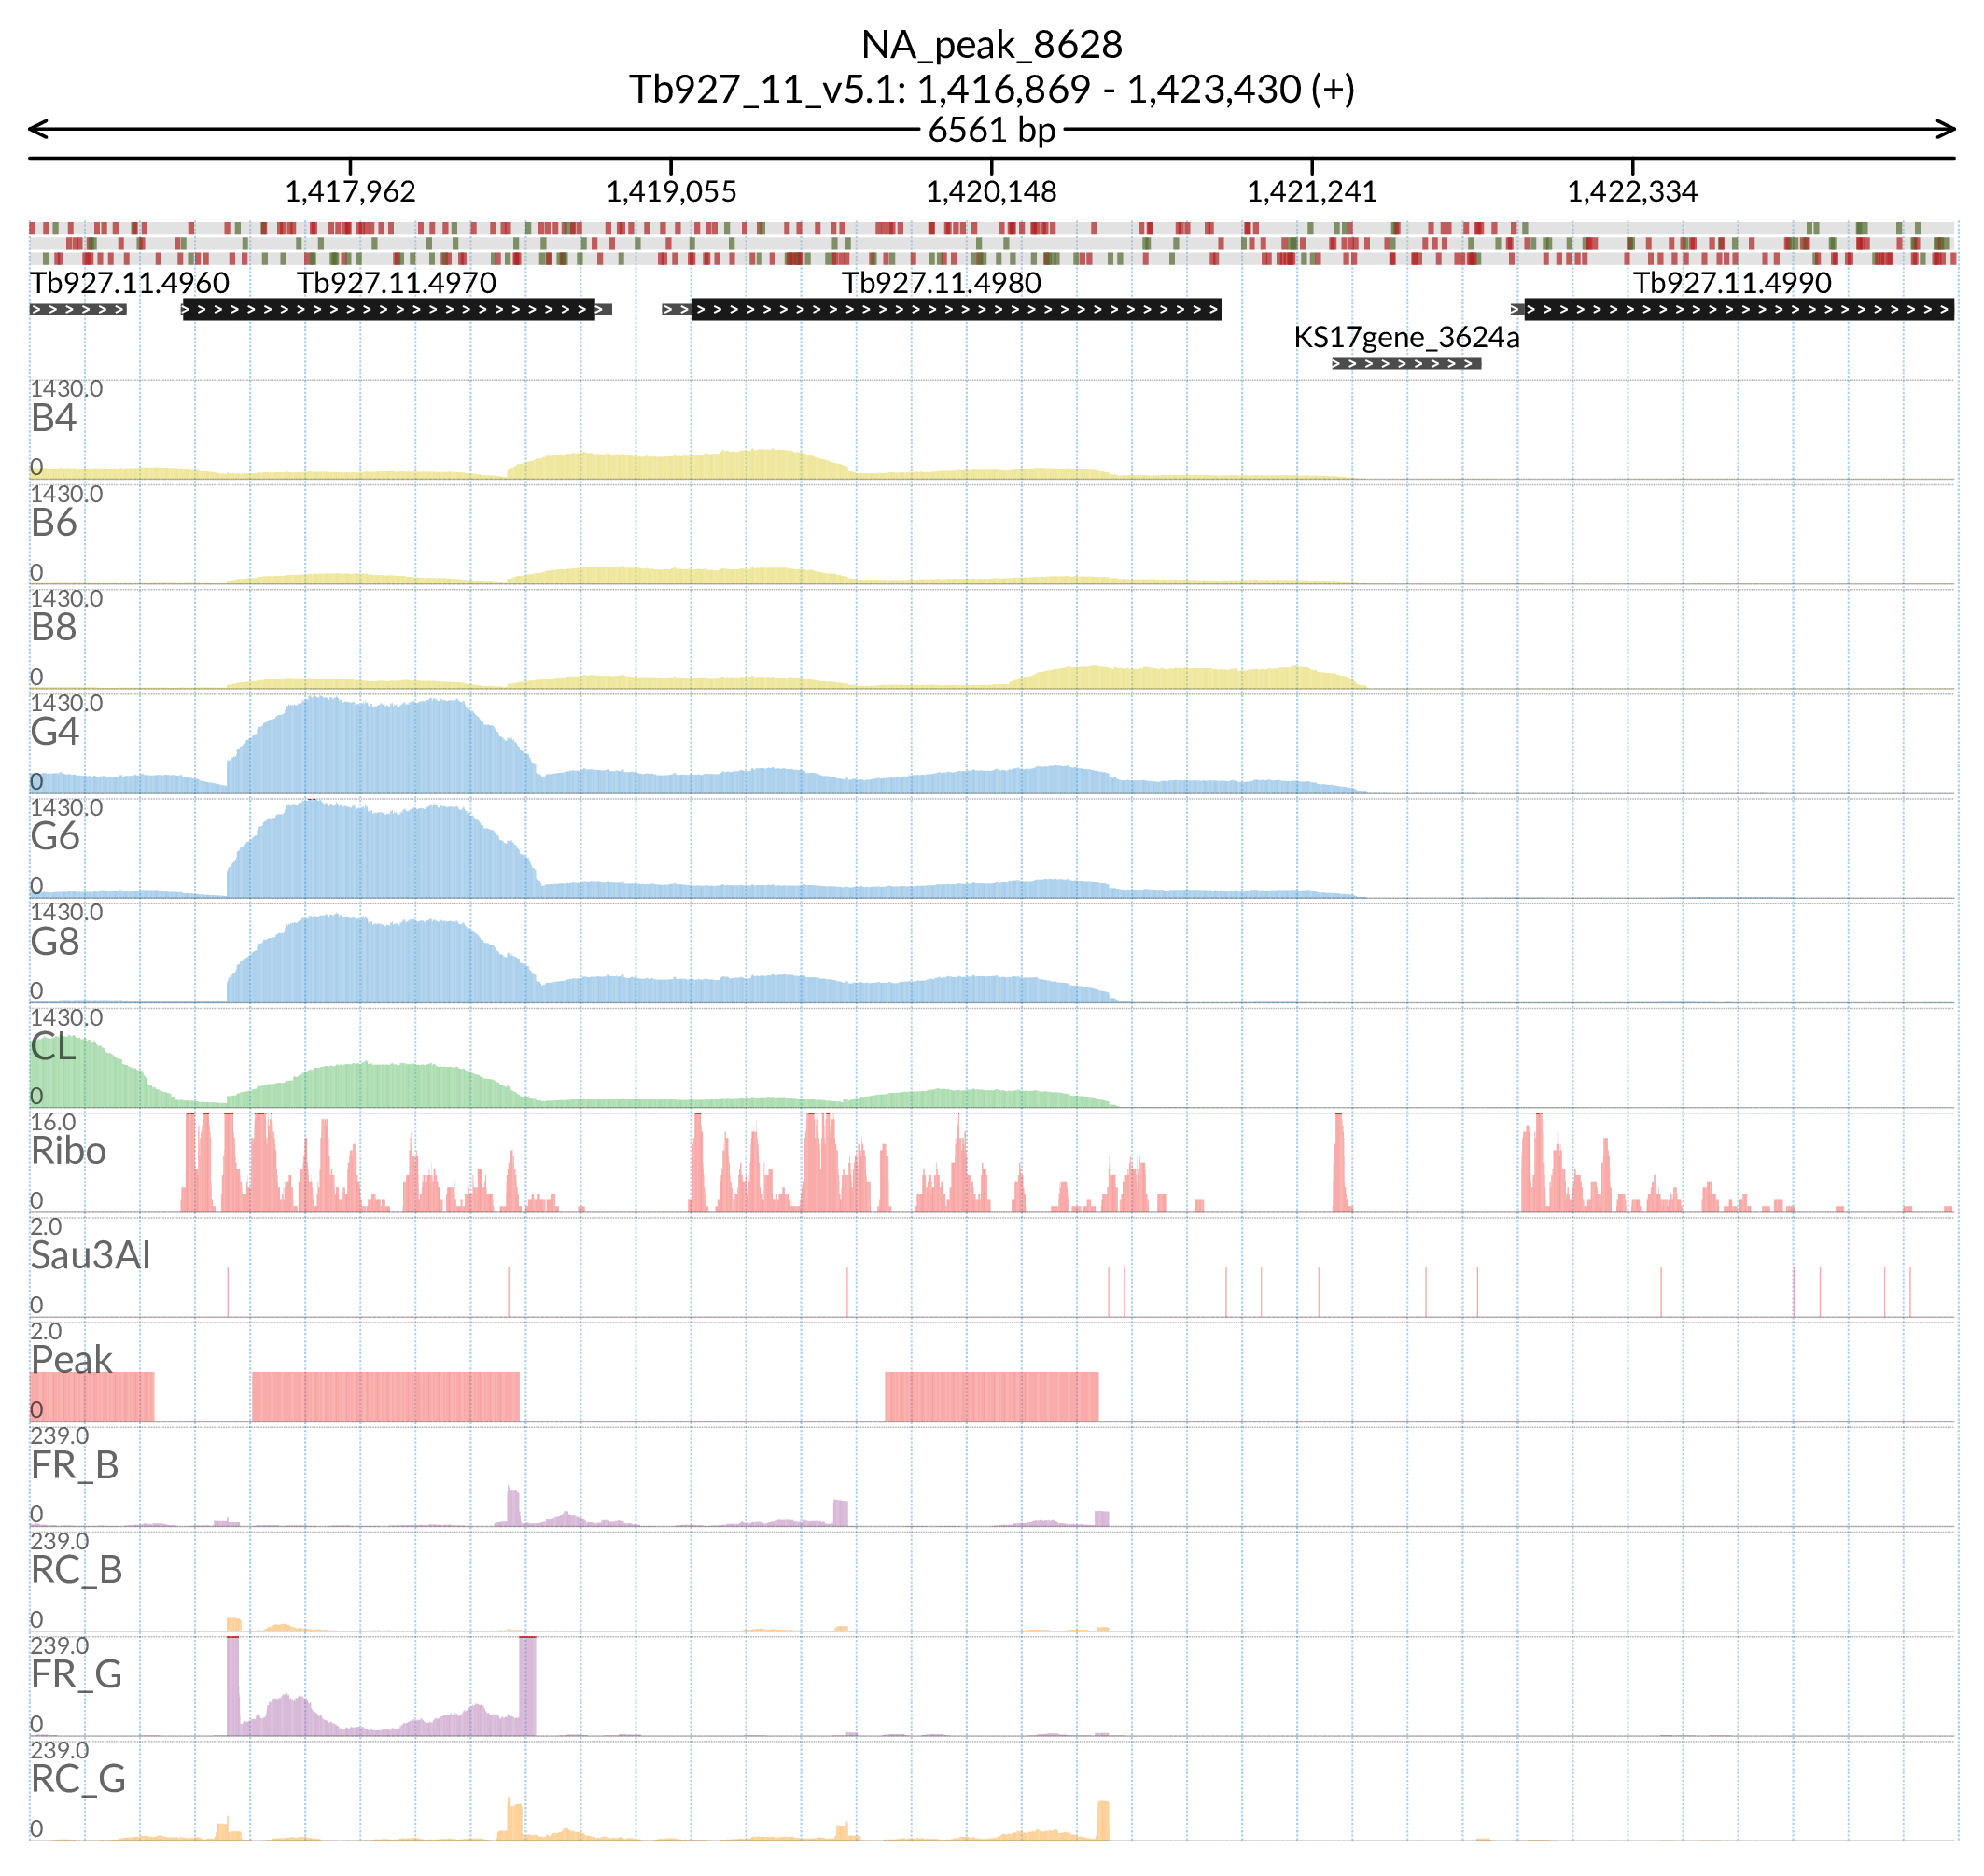 NA_peak_8628
Tb927_11_v5.1: 1,416,869 - 1,423,430 (+)
6561 bp
1,417,962 1,419,055 1,420,148 1,421,241 1,422,334
Tb927.11.4960 Tb927.11.4970 Tb927.11.4980 Tb927.11.4990
KS17gene_3624a
1430.0
B4
0
1430.0
B6
0
1430.0
B8
0
1430.0
G4
0
1430.0
G6
0
1430.0
G8
0
1430.0
CL
0
16.0
Ribo
0
2.0
Sau3AI
0
2.0
Peak
0
239.0
FR_B
0
239.0
RC_B
0
239.0
FR_G
0
239.0
RC_G
0